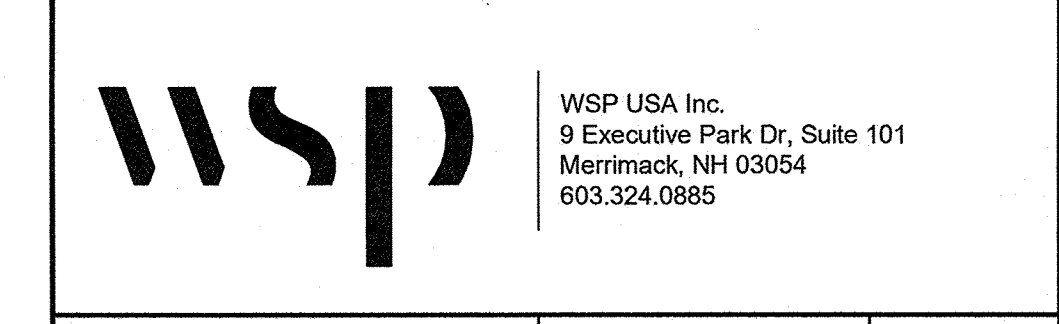 wsp
WSP USA Inc.
9 Executive Park Dr, Suite 101
Merrimack, NH 03054
603.324.0885